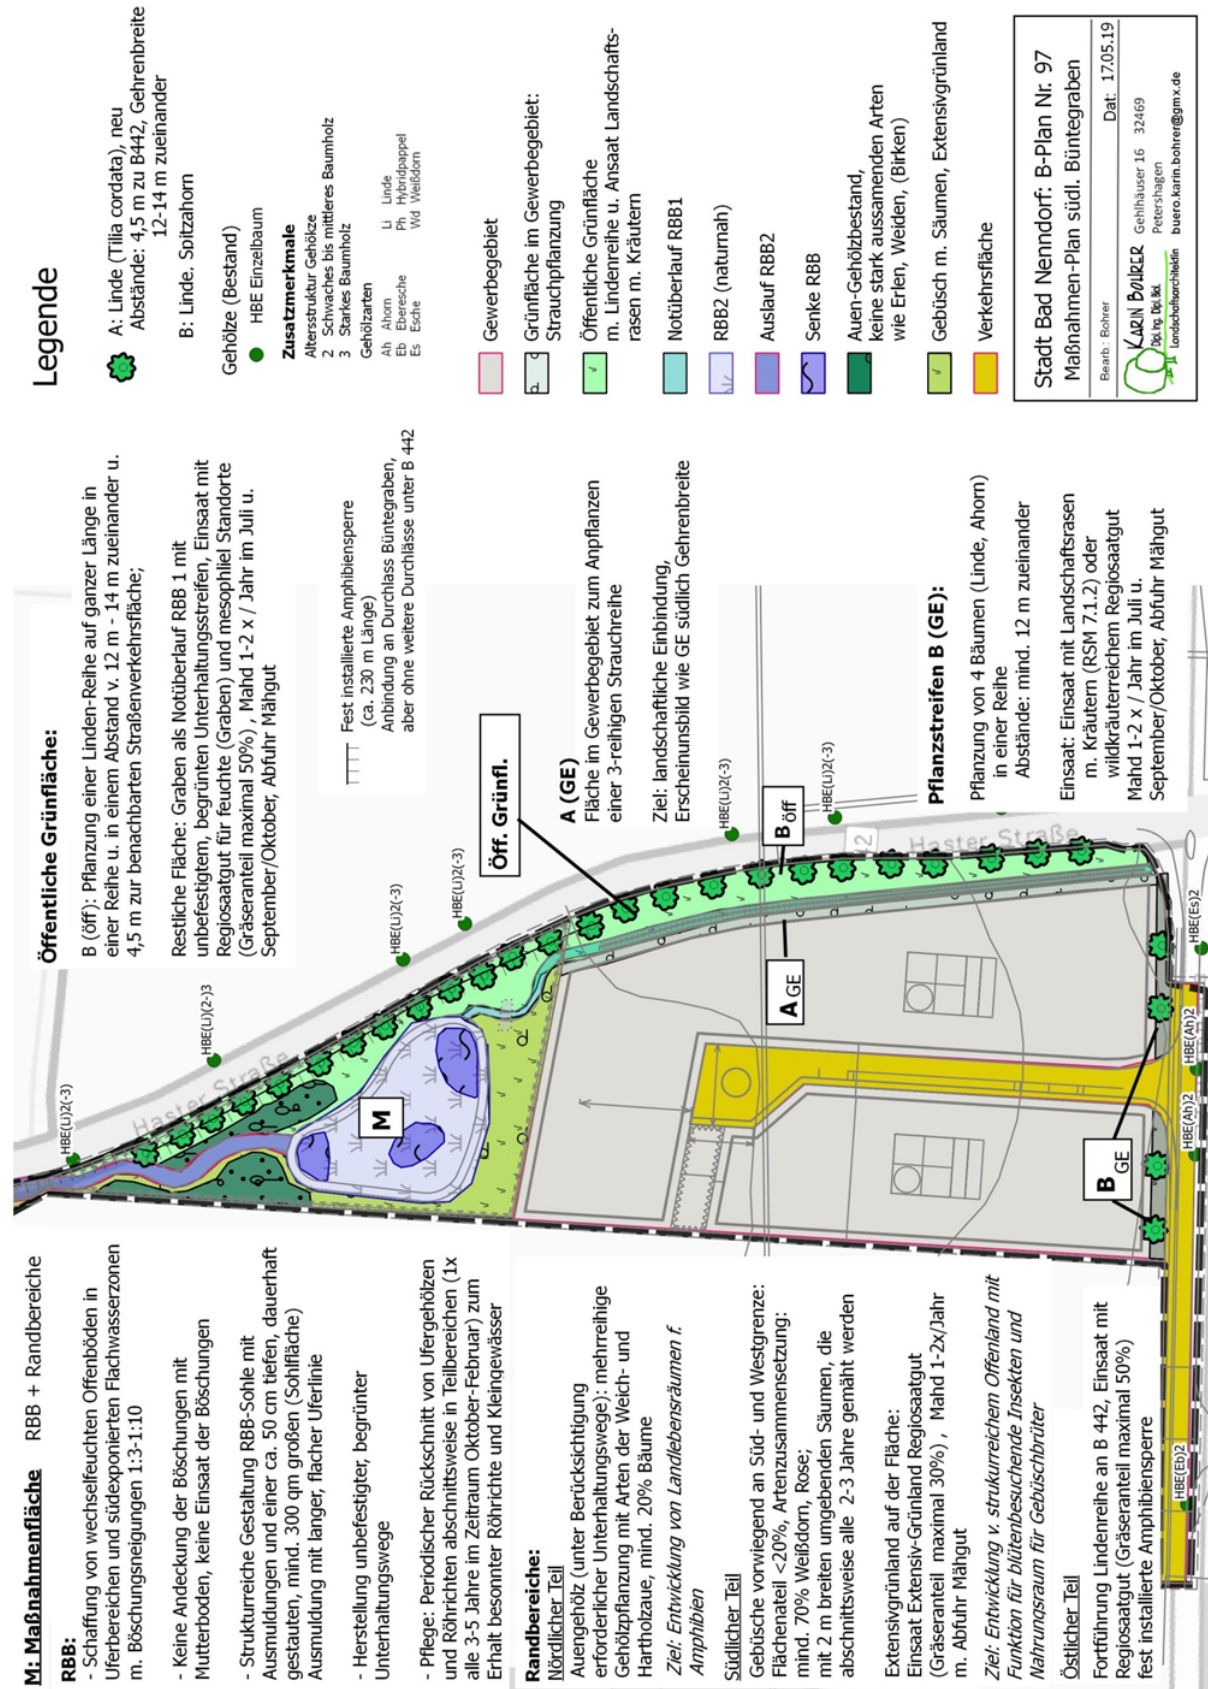 M: Maßnahmenfläche RBB + Randbereiche
RBB:
- Schaffung von wechselfeuchten Offenböden in
Uferbereichen und südexponierten Flachwasserzonen
m. Böschungsneigungen 1:3-1:10
- Keine Andeckung der Böschungen mit
Mutterboden, keine Einsaat der Böschungen
- Strukturreiche Gestaltung RBB-Sohle mit
Ausmuldungen und einer ca. 50 cm tiefen, dauerhaft
gestauten, mind. 300 qm großen (Sohlfläche)
Ausmuldung mit langer, flacher Uferlinie
- Herstellung unbefestigter, begrünter
Unterhaltungswege
- Pflege: Periodischer Rückschnitt von Ufergehölzen
und Röhrichten abschnittsweise in Teilbereichen (1x
alle 3-5 Jahre im Zeitraum Oktober-Februar) zum
Erhalt besonnter Röhrichte und Kleingewässer
Randbereiche:
Nördlicher Teil
Auengehölz (unter Berücksichtigung
erforderlicher Unterhaltungswege): mehrreihige
Gehölzpflanzung mit Arten der Weich- und
Hartholzaue, mind. 20% Bäume
Ziel: Entwicklung von Landlebensräumen f.
Amphibien
Südlicher Teil
Gebüsche vorwiegend an Süd- und Westgrenze:
Flächenateil <20%, Artenzusammensetzung:
mind. 70% Weißdorn, Rose;
mit 2 m breiten umgebenden Säumen, die
abschnittsweise alle 2-3 Jahre gemäht werden
Extensivgrünland auf der Fläche:
Einsaat Extensiv-Grünland Regiosaatgut
(Gräseranteil maximal 30%) , Mahd 1-2x/Jahr
m. Abfuhr Mähgut
Ziel: Entwicklung v. strukurreichem Offenland mit
Funktion für blütenbesuchende Insekten und
Nahrungsraum für Gebüschbrüter
Östlicher Teil
Fortführung Lindenreihe an B 442, Einsaat mit
Regiosaatgut (Gräseranteil maximal 50%)
fest installierte Amphibiensperre
HBE(Li)2(-3)
HBE(Li)(2-)3
HBE(Li)2(-3)
HBE(Li)2(-3)
HBE(Li)2(-3)
HBE(Li)2(-3)
Haster Straße
Haster Straße
M
Öff. Grünfl.
B öff
A GE
B GE
HBE(Es)2
HBE(Ah)2
HBE(Ah)2
HBE(Eb)2
Öffentliche Grünfläche:
B (öff): Pflanzung einer Linden-Reihe auf ganzer Länge in
einer Reihe u. in einem Abstand v. 12 m - 14 m zueinander u.
4,5 m zur benachbarten Straßenverkehrsfläche;
Restliche Fläche: Graben als Notüberlauf RBB 1 mit
unbefestigtem, begrünten Unterhaltungsstreifen, Einsaat mit
Regiosaatgut für feuchte (Graben) und mesophliel Standorte
(Gräseranteil maximal 50%) , Mahd 1-2 x / Jahr im Juli u.
September/Oktober, Abfuhr Mähgut
Fest installierte Amphibiensperre
(ca. 230 m Länge)
Anbindung an Durchlass Büntegraben,
aber ohne weitere Durchlässe unter B 442
A (GE)
Fläche im Gewerbegebiet zum Anpflanzen
einer 3-reihigen Strauchreihe
Ziel: landschaftliche Einbindung,
Erscheinunsbild wie GE südlich Gehrenbreite
Pflanzstreifen B (GE):
Pflanzung von 4 Bäumen (Linde, Ahorn)
in einer Reihe
Abstände: mind. 12 m zueinander
Einsaat: Einsaat mit Landschaftsrasen
m. Kräutern (RSM 7.1.2) oder
wildkräuterreichem Regiosaatgut
Mahd 1-2 x / Jahr im Juli u.
September/Oktober, Abfuhr Mähgut
Legende
A: Linde (Tilia cordata), neu
Abstände: 4,5 m zu B442, Gehrenbreite
12-14 m zueinander
B: Linde. Spitzahorn
Gehölze (Bestand)
HBE Einzelbaum
Zusatzmerkmale
Altersstruktur Gehökze
2 Schwaches bis mittleres Baumholz
3 Starkes Baumholz
Gehölzarten
Ah Ahorn Li Linde
Eb Eberesche Ph Hybridpappel
Es Esche Wd Weißdorn
Gewerbegebiet
Grünfläche im Gewerbegebiet:
Strauchpflanzung
Öffentliche Grünfläche
m. Lindenreihe u. Ansaat Landschafts-
rasen m. Kräutern
Notüberlauf RBB1
RBB2 (naturnah)
Auslauf RBB2
Senke RBB
Auen-Gehölzbestand,
keine stark aussamenden Arten
wie Erlen, Weiden, (Birken)
Gebüsch m. Säumen, Extensivgrünland
Verkehrsfläche
Stadt Bad Nenndorf: B-Plan Nr. 97
Maßnahmen-Plan südl. Büntegraben
Bearb.: Bohrer Dat: 17.05.19
KARIN BOHRER Gehlhäuser 16 32469
Dipl.Ing. Dipl.Biol. Petershagen
Landschaftsarchitektin buero.karin.bohrer@gmx.de